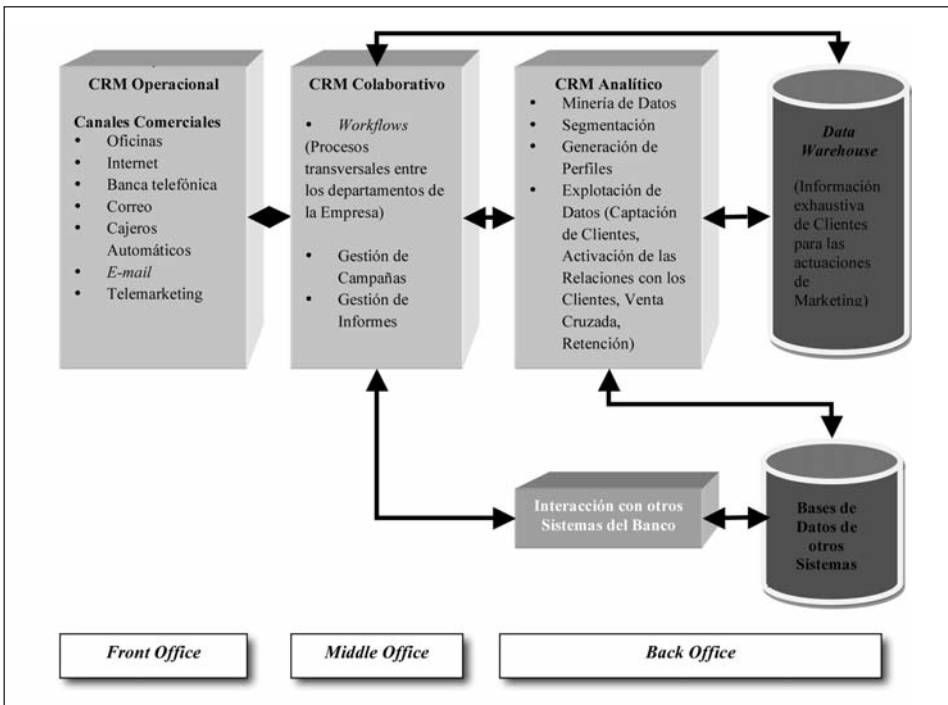 CRM Operacional
Canales Comerciales
• Oficinas
• Internet
• Banca telefónica
• Correo
• Cajeros
Automáticos
• E-mail
• Telemarketing
CRM Colaborativo
• Workflows
(Procesos
transversales entre
los departamentos de
la Empresa)
• Gestión de
Campañas
• Gestión de
Informes
CRM Analítico
• Minería de Datos
• Segmentación
• Generación de
Perfiles
• Explotación de
Datos (Captación
de Clientes,
Activación de las
Relaciones con los
Clientes, Venta
Cruzada,
Retención)
Data
Warehouse
(Información
exhaustiva
de Clientes
para las
actuaciones
de
Marketing)
Interacción con otros
Sistemas del Banco
Bases de
Datos de
otros
Sistemas
Front Office
Middle Office
Back Office